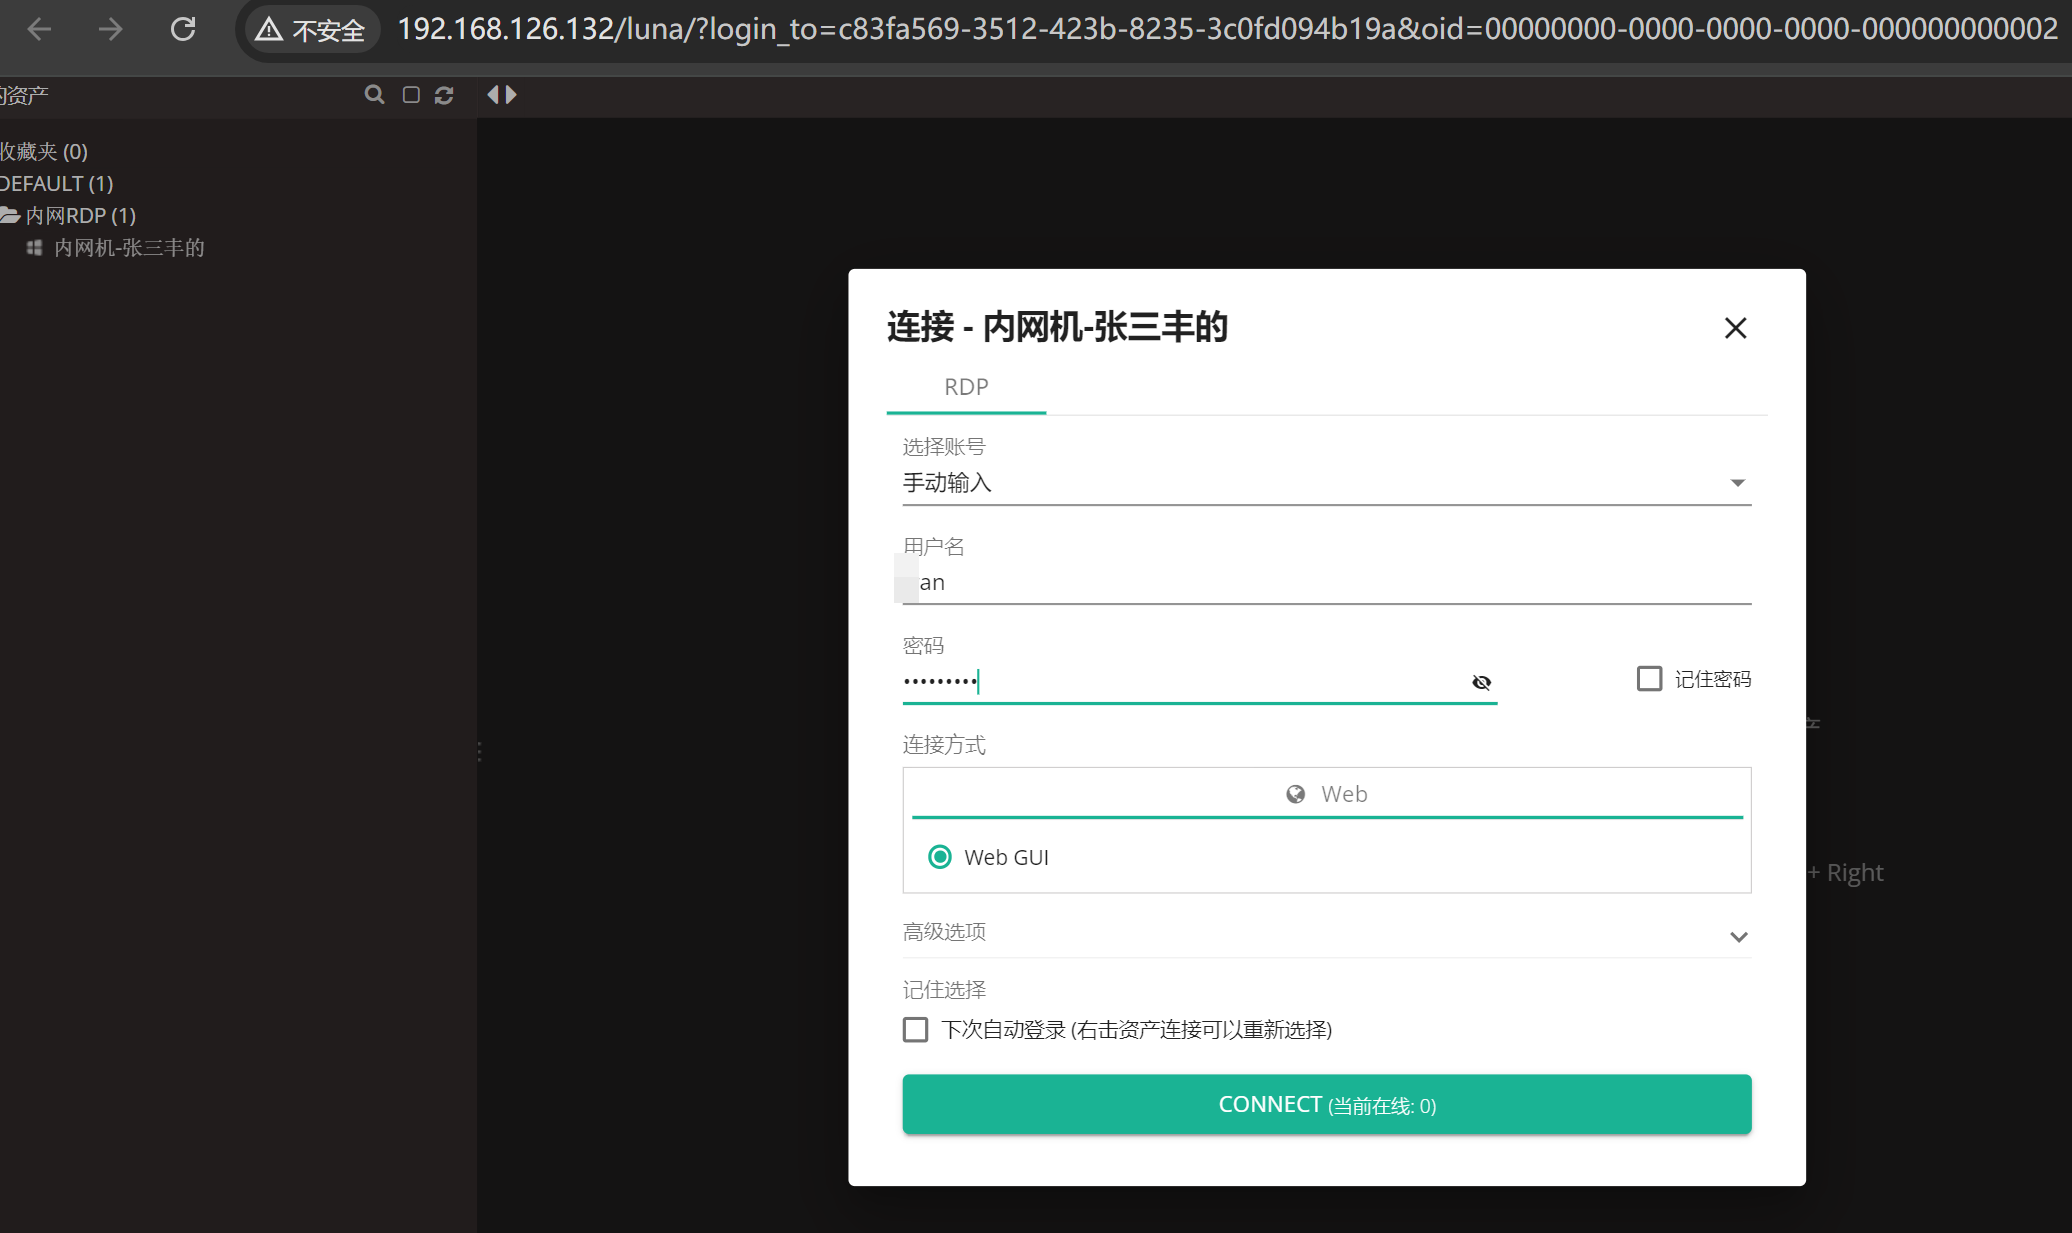 不安全 192.168.126.132/luna/?login_to=c83fa569-3512-423b-8235-3c0fd094b19a&oid=00000000-0000-0000-0000-000000000002
的资产
收藏夹 (0)
DEFAULT (1)
内网RDP (1)
内网机-张三丰的
连接 - 内网机-张三丰的
RDP
选择账号
手动输入
用户名
an
密码
•••••••••
记住密码
连接方式
Web
Web GUI
+ Right
高级选项
记住选择
下次自动登录 (右击资产连接可以重新选择)
CONNECT (当前在线: 0)